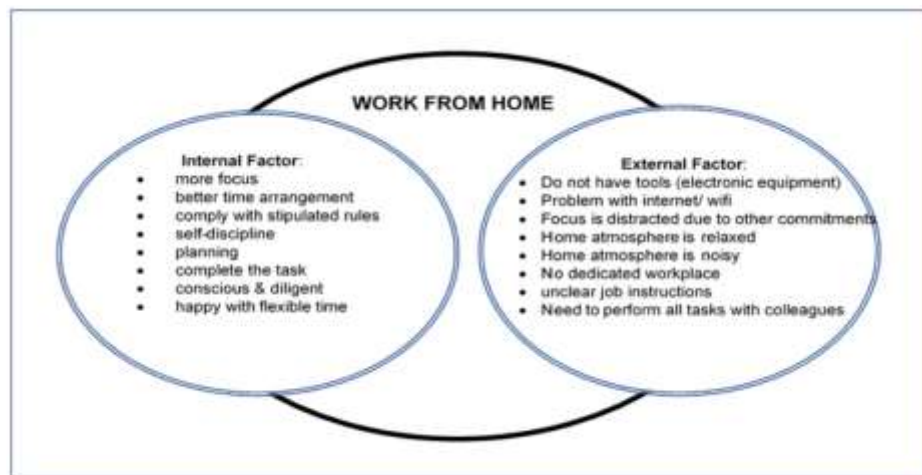 WORK FROM HOME
Internal Factor:
• more focus
• better time arrangement
• comply with stipulated rules
• self-discipline
• planning
• complete the task
• conscious & diligent
• happy with flexible time
External Factor:
• Do not have tools (electronic equipment)
• Problem with internet/ wifi
• Focus is distracted due to other commitments
• Home atmosphere is relaxed
• Home atmosphere is noisy
• No dedicated workplace
• unclear job instructions
• Need to perform all tasks with colleagues